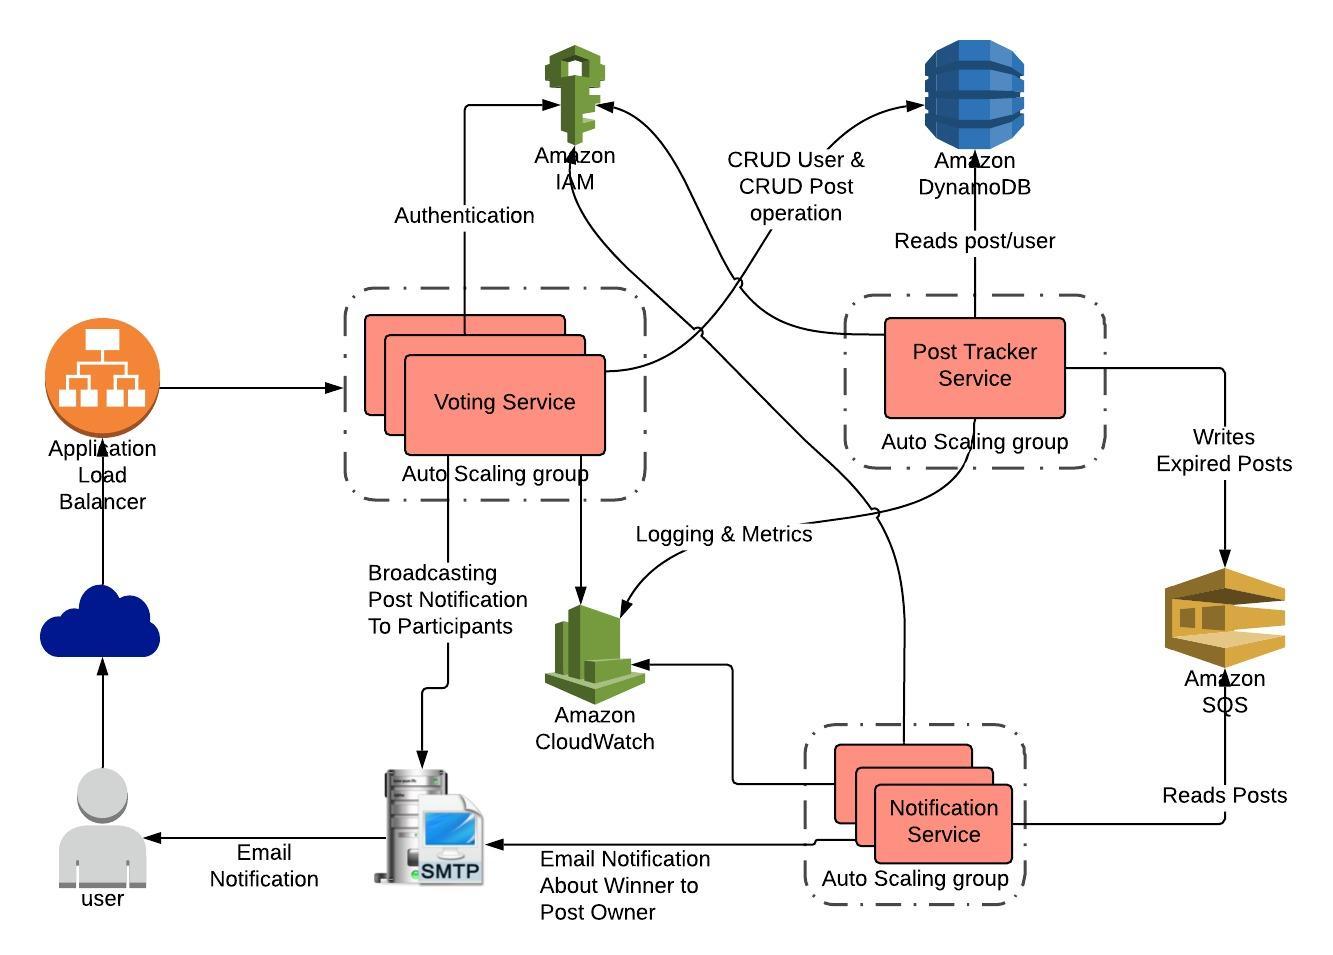 Amazon
IAM
Amazon
DynamoDB
CRUD User &
CRUD Post
operation
Authentication
Reads post/user
Post Tracker
Service
Auto Scaling group
Voting Service
Auto Scaling group
Application
Load
Balancer
Writes
Expired Posts
Logging & Metrics
Broadcasting
Post Notification
To Participants
Amazon
CloudWatch
Amazon
SQS
Reads Posts
Notification
Service
Auto Scaling group
Email Notification
About Winner to
Post Owner
SMTP
Email
Notification
user